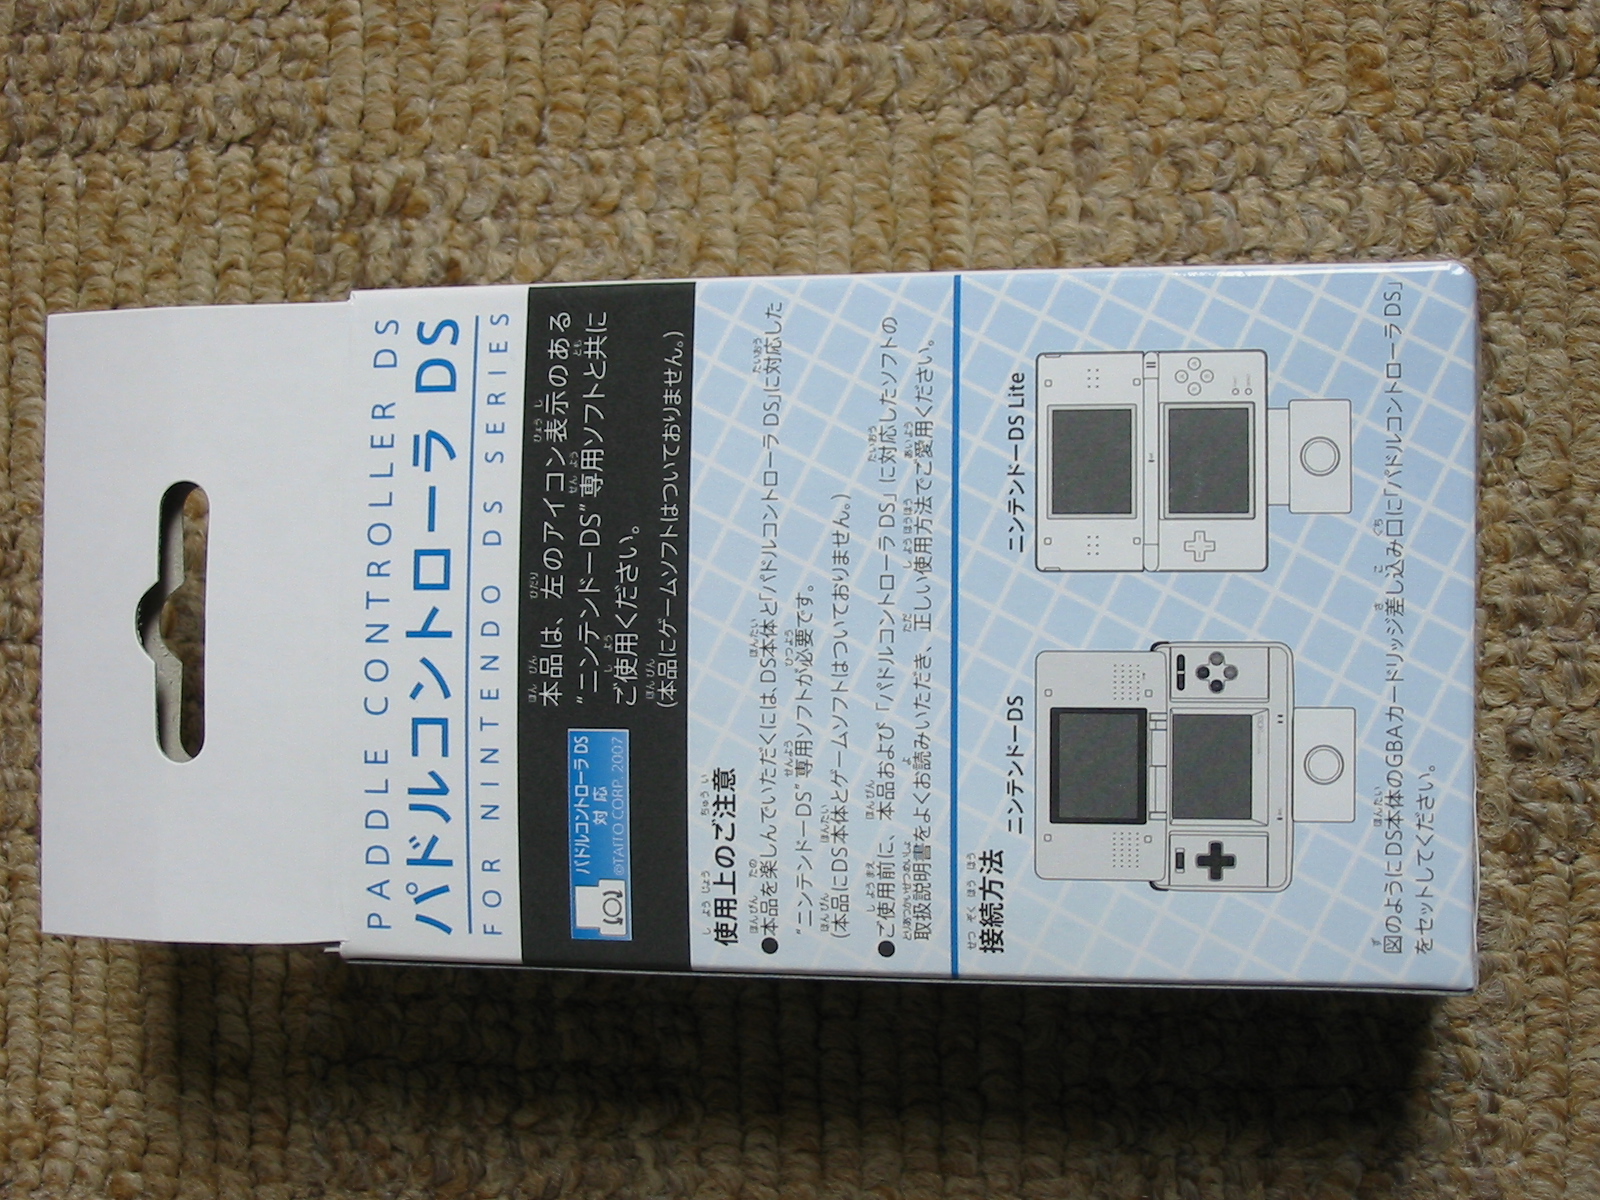 PADDLE CONTROLLER DS
パドルコントローラ DS
FOR NINTENDO DS SERIES
パドルコントローラ DS
対応
©TAITO CORP. 2007
本品は、左のアイコン表示のある
“ニンテンドーDS”専用ソフトと共に
ご使用ください。
(本品にゲームソフトはついておりません。)
使用上のご注意
●本品を楽しんでいただくには、DS本体と「パドルコントローラ DS」に対応した
“ニンテンドーDS”専用ソフトが必要です。
(本品にDS本体とゲームソフトはついておりません。)
●ご使用前に、本品および「パドルコントローラ DS」に対応したソフトの
取扱説明書をよくお読みいただき、正しい使用方法でご愛用ください。
接続方法
ニンテンドーDS
ニンテンドーDS Lite
図のようにDS本体のGBAカードリッジ差し込み口に「パドルコントローラ DS」
をセットしてください。